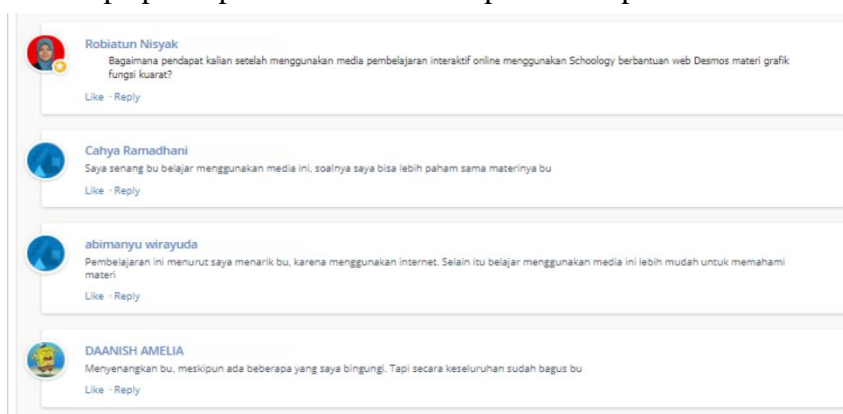 Robiatun Nisyak
Bagaimana pendapat kalian setelah menggunakan media pembelajaran interaktif online menggunakan Schoology berbantuan web Desmos materi grafik
fungsi kuarat?
Like · Reply
Cahya Ramadhani
Saya senang bu belajar menggunakan media ini, soalnya saya bisa lebih paham sama materinya bu
Like · Reply
abimanyu wirayuda
Pembelajaran ini menurut saya menarik bu, karena menggunakan internet. Selain itu belajar menggunakan media ini lebih mudah untuk memahami
materi
Like · Reply
DAANISH AMELIA
Menyenangkan bu, meskipun ada beberapa yang saya bingungi. Tapi secara keseluruhan sudah bagus bu
Like · Reply